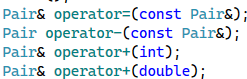 Pair& operator=(const Pair&);
Pair operator-(const Pair&);
Pair& operator+(int);
Pair& operator+(double);